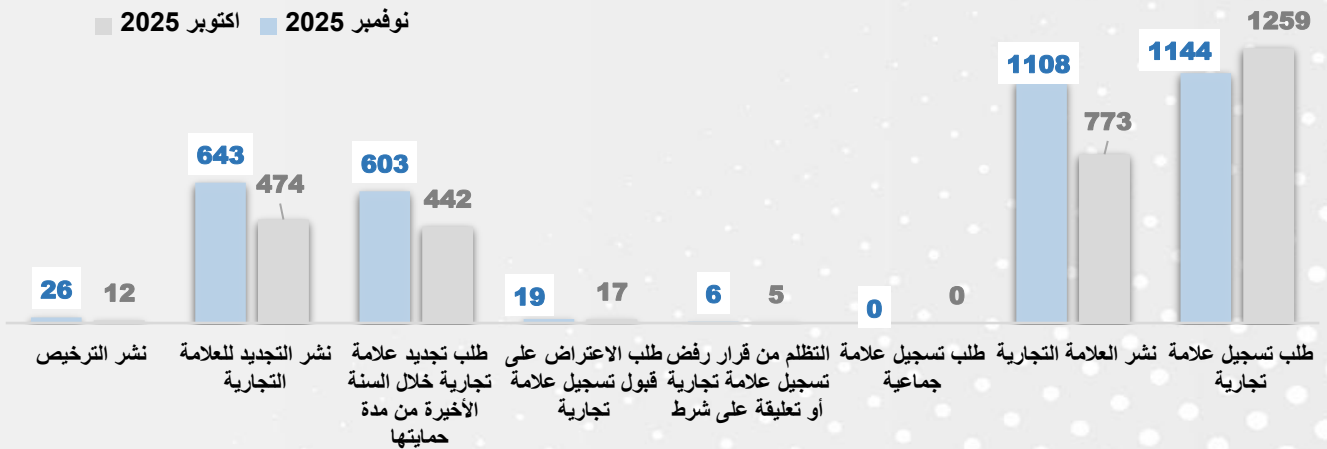 نوفمبر 2025
اكتوبر 2025
1259
1144
773
1108
0
0
5
6
17
19
442
603
474
643
12
26
طلب تسجيل علامة
تجارية
نشر العلامة التجارية
طلب تسجيل علامة
جماعية
التظلم من قرار رفض
تسجيل علامة تجارية
أو تعليقة على شرط
طلب الاعتراض على
قبول تسجيل علامة
تجارية
طلب تجديد علامة
تجارية خلال السنة
الأخيرة من مدة
حمايتها
نشر التجديد للعلامة
التجارية
نشر الترخيص